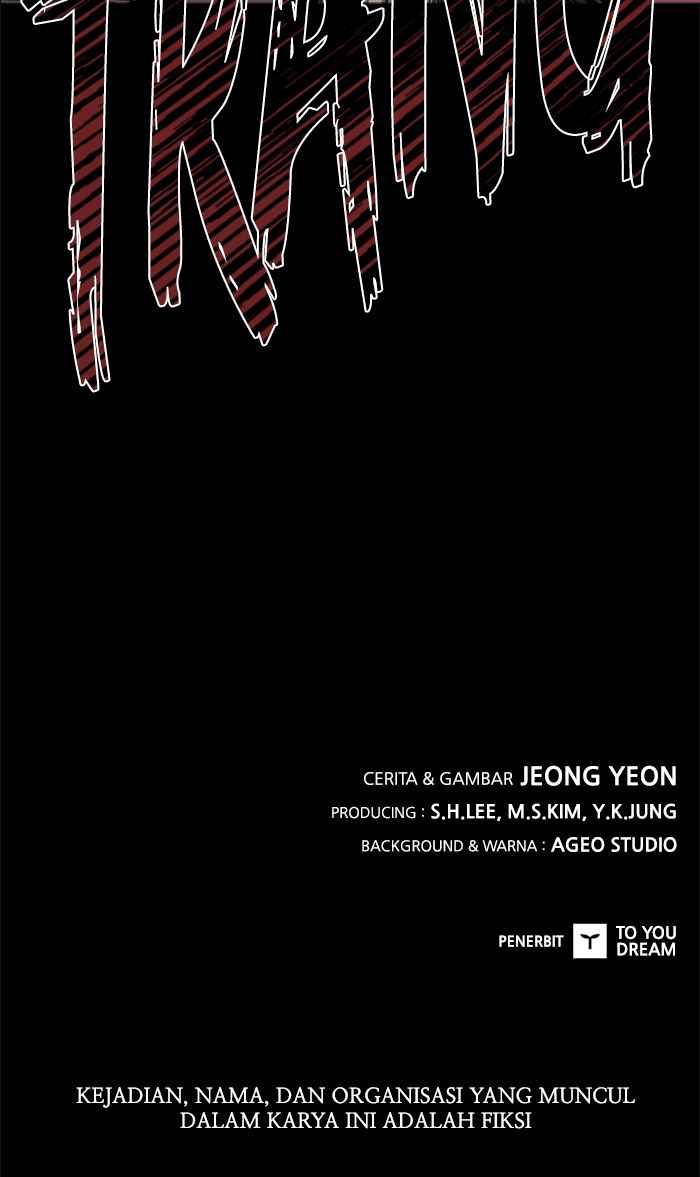 TRANG
CERITA & GAMBAR JEONG YEON
PRODUCING : S.H.LEE, M.S.KIM, Y.K.JUNG
BACKGROUND & WARNA : AGEO STUDIO
PENERBIT TO YOU DREAM
KEJADIAN, NAMA, DAN ORGANISASI YANG MUNCUL
DALAM KARYA INI ADALAH FIKSI